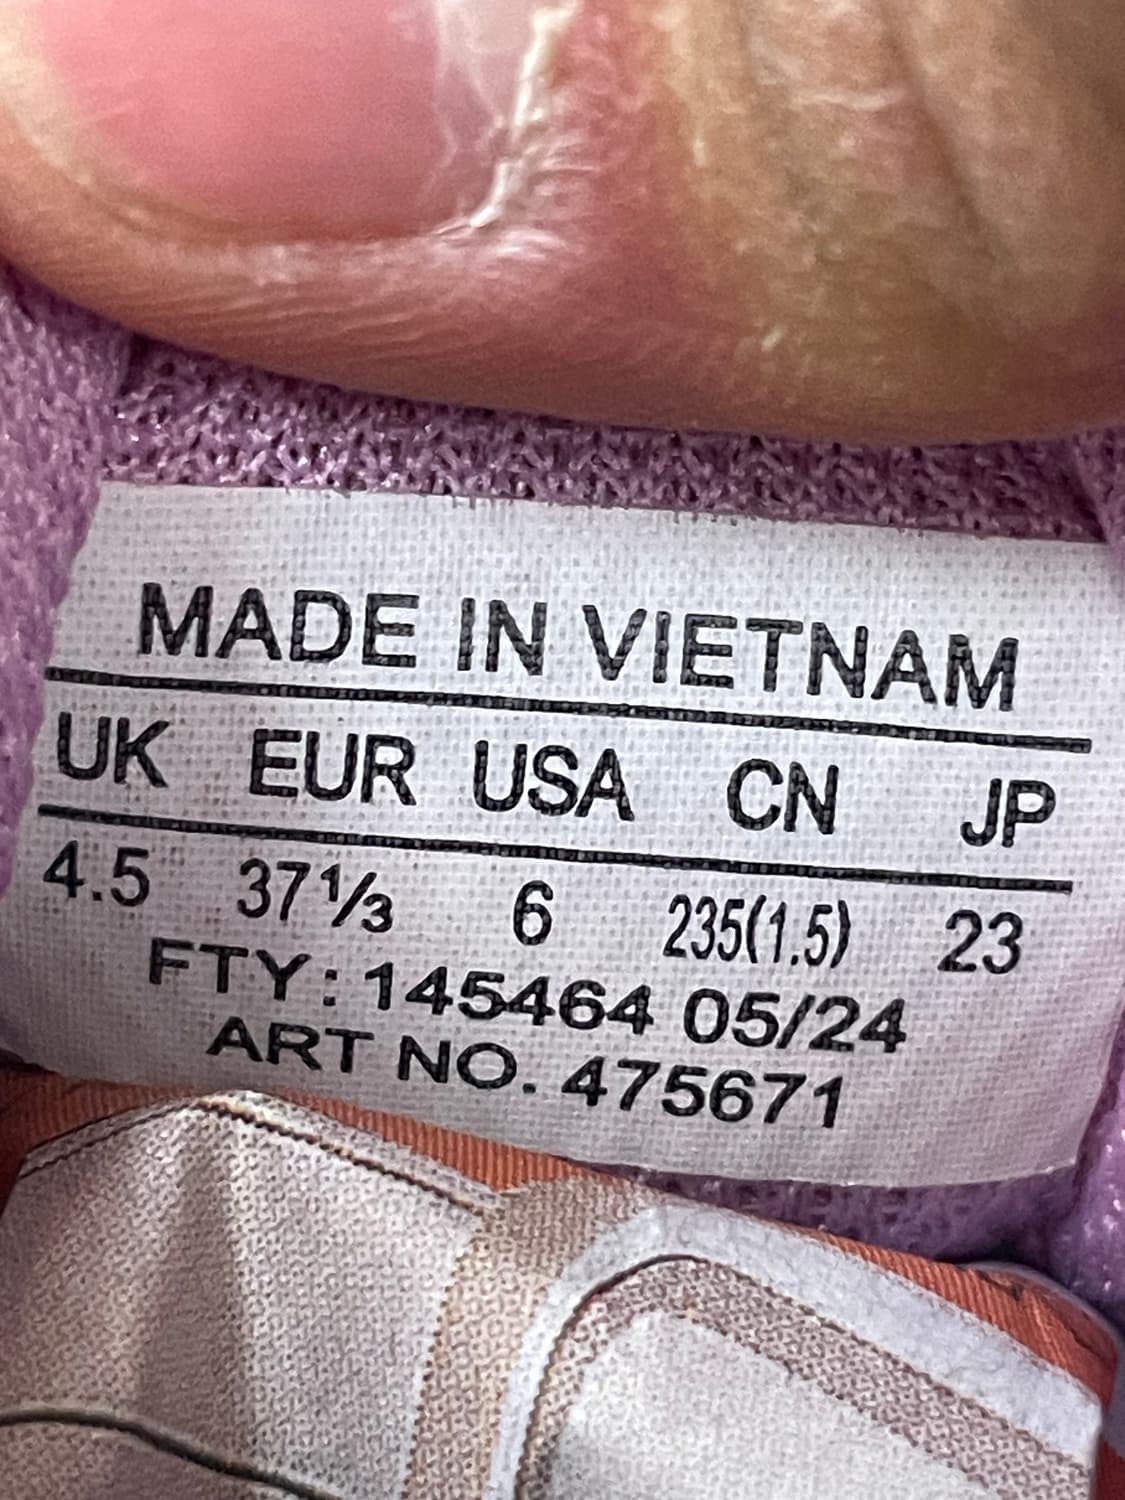 MADE IN VIETNAM
UK EUR USA CN JP
4.5 37⅓ 6 235(1.5) 23
FTY: 145464 05/24
ART NO. 475671